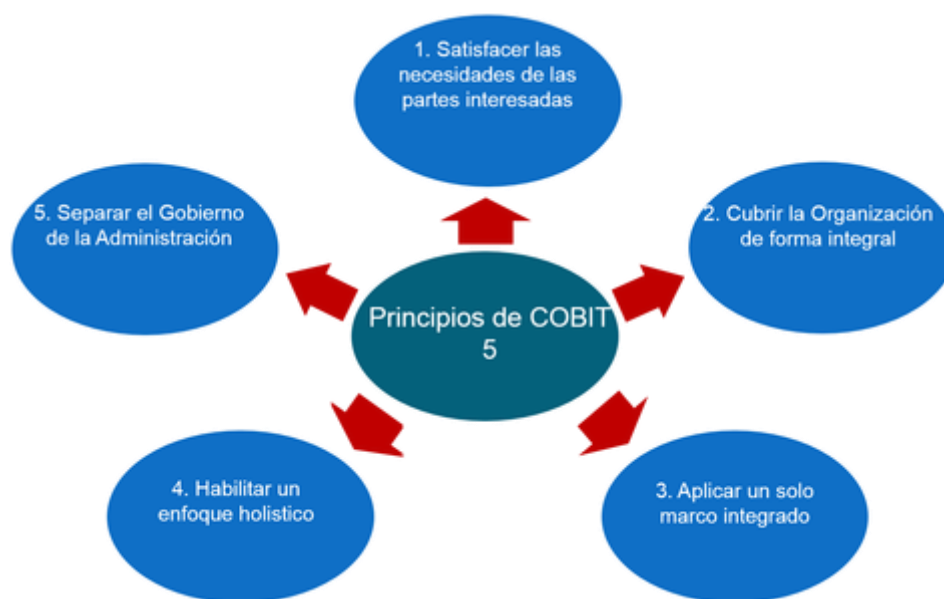 1. Satisfacer las
necesidades de las
partes interesadas
5. Separar el Gobierno
de la Administración
2. Cubrir la Organización
de forma integral
Principios de COBIT
5
4. Habilitar un
enfoque holistico
3. Aplicar un solo
marco integrado